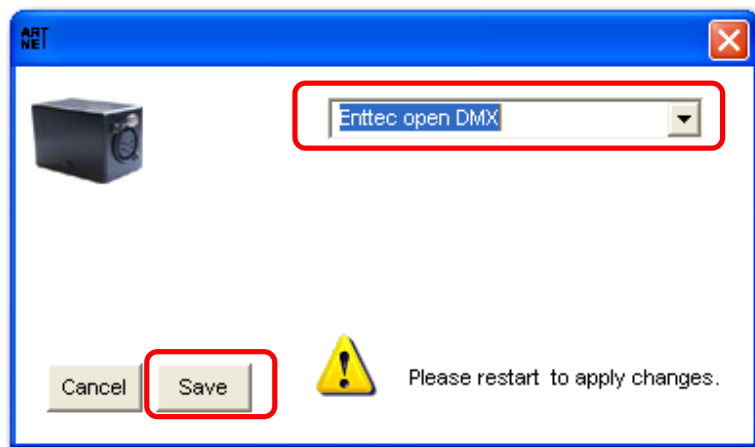 ART
NET
Enttec open DMX
Cancel
Save
Please restart to apply changes.